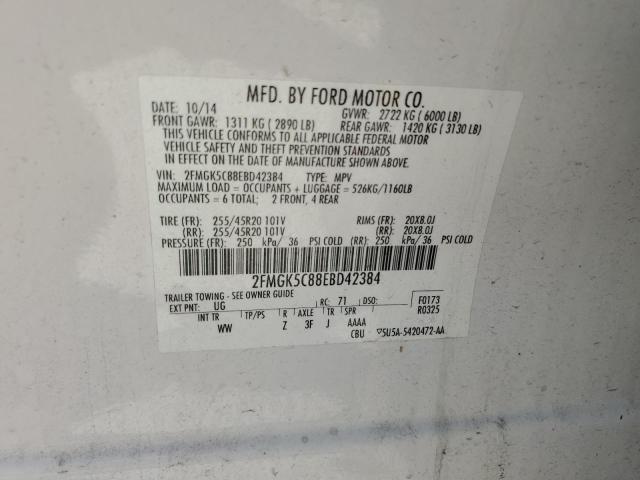 MFD. BY FORD MOTOR CO.
DATE: 10/14 GVWR: 2722 KG ( 6000 LB)
FRONT GAWR: 1311 KG ( 2890 LB) REAR GAWR: 1420 KG ( 3130 LB)
THIS VEHICLE CONFORMS TO ALL APPLICABLE FEDERAL MOTOR
VEHICLE SAFETY AND THEFT PREVENTION STANDARDS
IN EFFECT ON THE DATE OF MANUFACTURE SHOWN ABOVE.
VIN: 2FMGK5C88EBD42384 TYPE: MPV
MAXIMUM LOAD = OCCUPANTS + LUGGAGE = 526KG/1160LB
OCCUPANTS = 6 TOTAL; 2 FRONT, 4 REAR
TIRE (FR): 255/45R20 101V RIMS (FR): 20X8.0J
(RR): 255/45R20 101V (RR): 20X8.0J
PRESSURE (FR): 250 kPa/ 36 PSI COLD (RR): 250 kPa/ 36 PSI COLD
2FMGK5C88EBD42384
TRAILER TOWING - SEE OWNER GUIDE
EXT PNT: UG RC: 71 DSO: F0173
R0325
INT TR TP/PS R AXLE TR SPR
WW Z 3F J AAAA
CBU ▽5U5A-5420472-AA